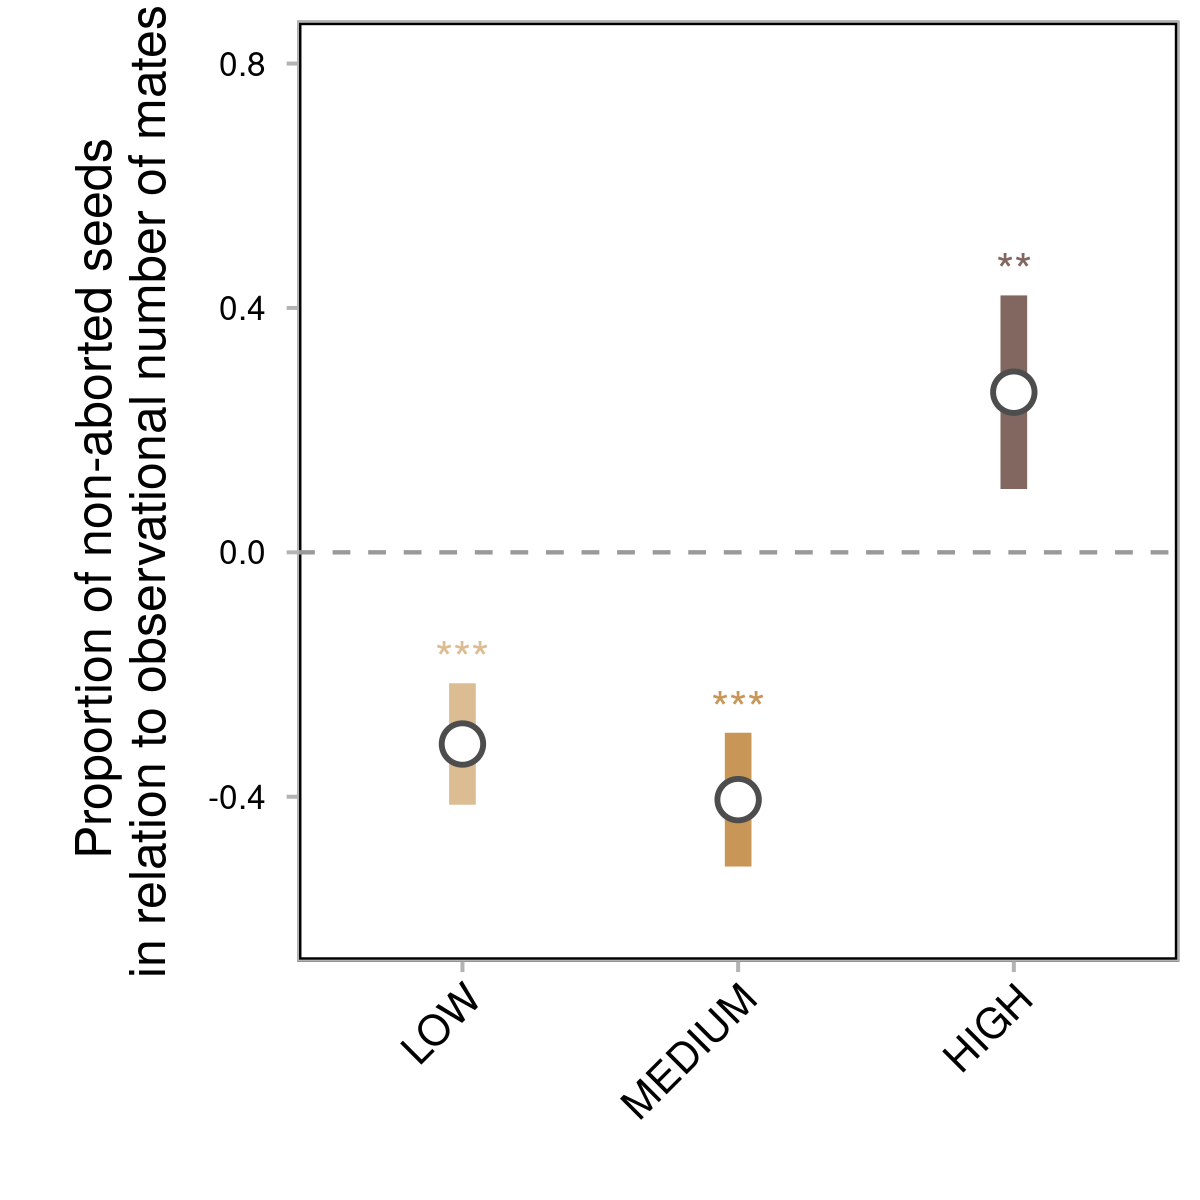 Proportion of non-aborted seeds
in relation to observational number of mates
0.8
0.4
0.0
-0.4
**
***
***
LOW
MEDIUM
HIGH